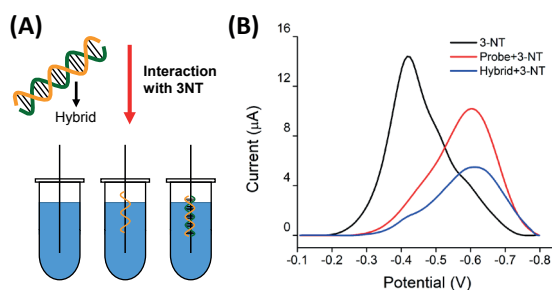 (A)
Interaction
with 3NT
Hybrid
(B)
3-NT
Probe+3-NT
Hybrid+3-NT
Current (μA)
16
12
8
4
0
-0.1 -0.2 -0.3 -0.4 -0.5 -0.6 -0.7 -0.8
Potential (V)